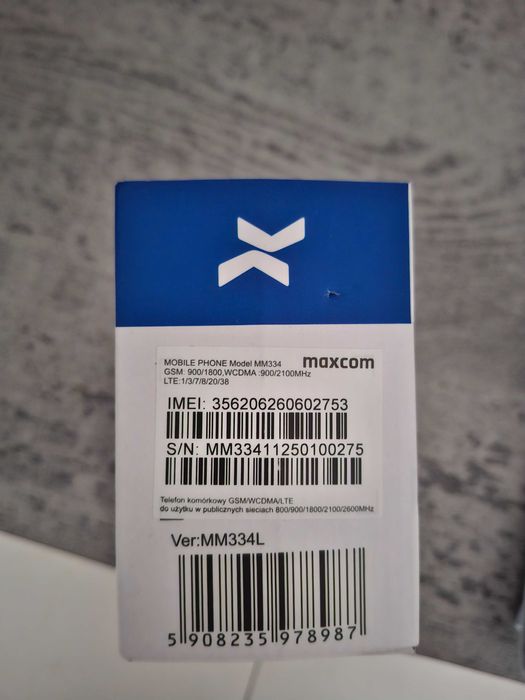 MOBILE PHONE Model MM334 maxcom
GSM: 900/1800,WCDMA :900/2100MHz
LTE:1/3/7/8/20/38
IMEI: 356206260602753
S/N: MM33411250100275
Telefon komórkowy GSM/WCDMA/LTE
do użytku w publicznych sieciach 800/900/1800/2100/2600MHz
Ver:MM334L
5 908235 978987